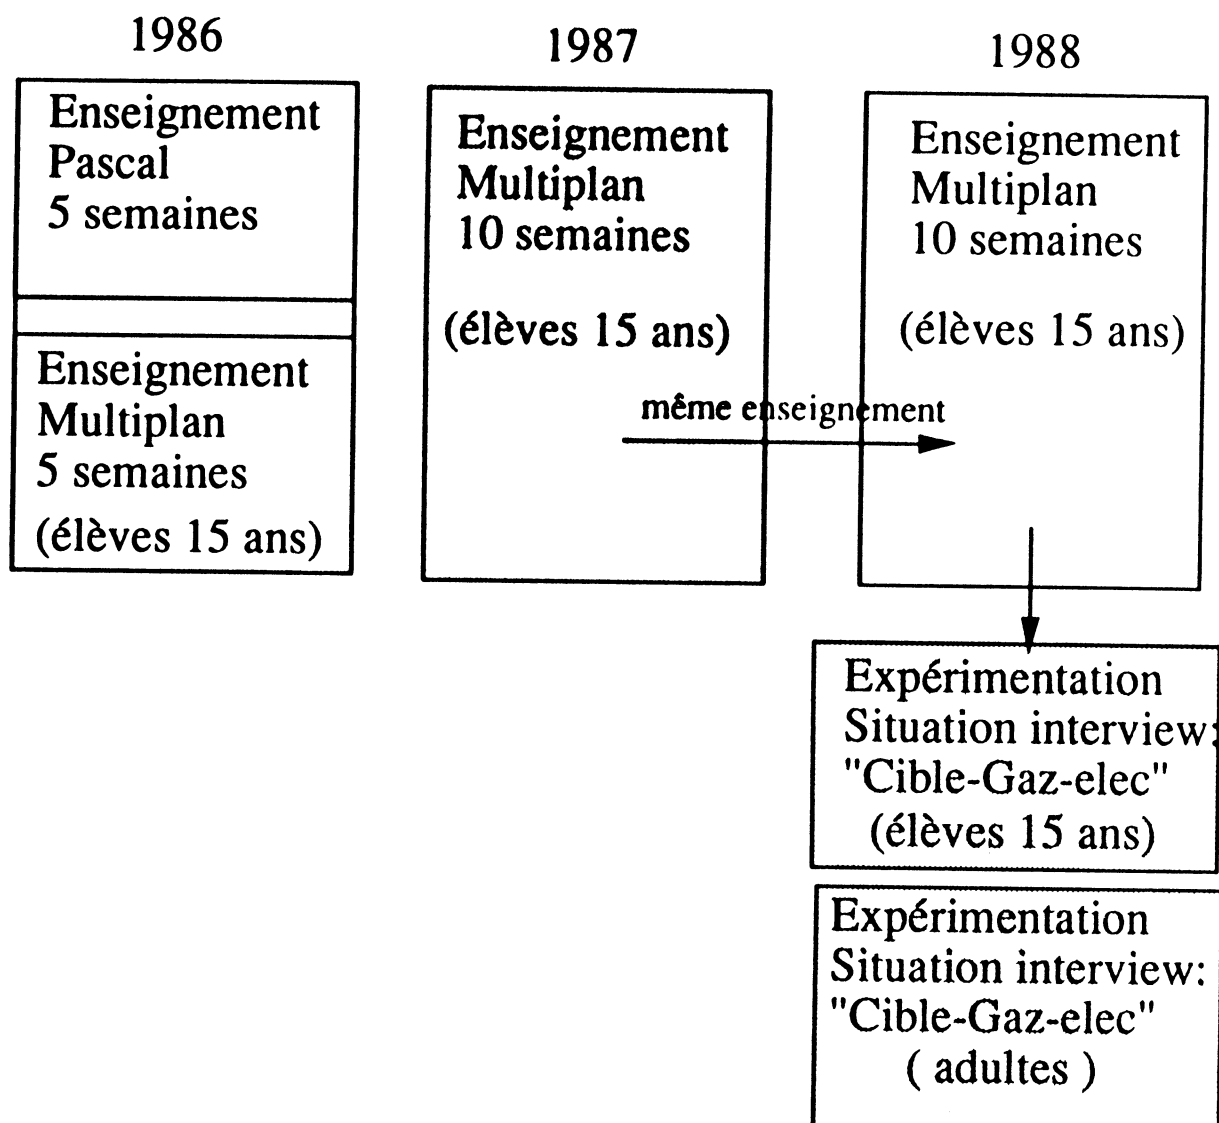 1986
Enseignement
Pascal
5 semaines
Enseignement
Multiplan
5 semaines
(élèves 15 ans)
1987
Enseignement
Multiplan
10 semaines
(élèves 15 ans)
même enseignement
1988
Enseignement
Multiplan
10 semaines
(élèves 15 ans)
Expérimentation
Situation interview:
"Cible-Gaz-elec"
(élèves 15 ans)
Expérimentation
Situation interview:
"Cible-Gaz-elec"
( adultes )